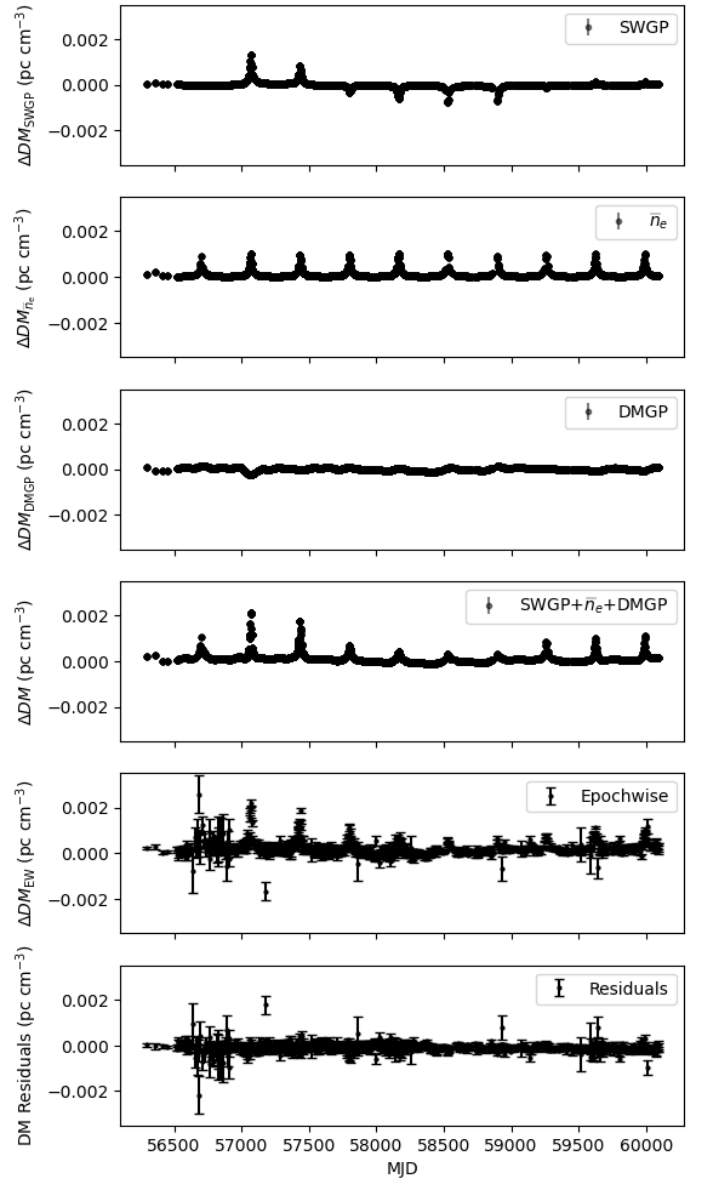 0.002
0.000
−0.002
ΔDM_SWGP (pc cm⁻³)
SWGP
0.002
0.000
−0.002
ΔDM_n̅ₑ (pc cm⁻³)
n̅ₑ
0.002
0.000
−0.002
ΔDM_DMGP (pc cm⁻³)
DMGP
0.002
0.000
−0.002
ΔDM (pc cm⁻³)
SWGP+n̅ₑ+DMGP
0.002
0.000
−0.002
ΔDM_EW (pc cm⁻³)
Epochwise
0.002
0.000
−0.002
DM Residuals (pc cm⁻³)
Residuals
56500 57000 57500 58000 58500 59000 59500 60000
MJD